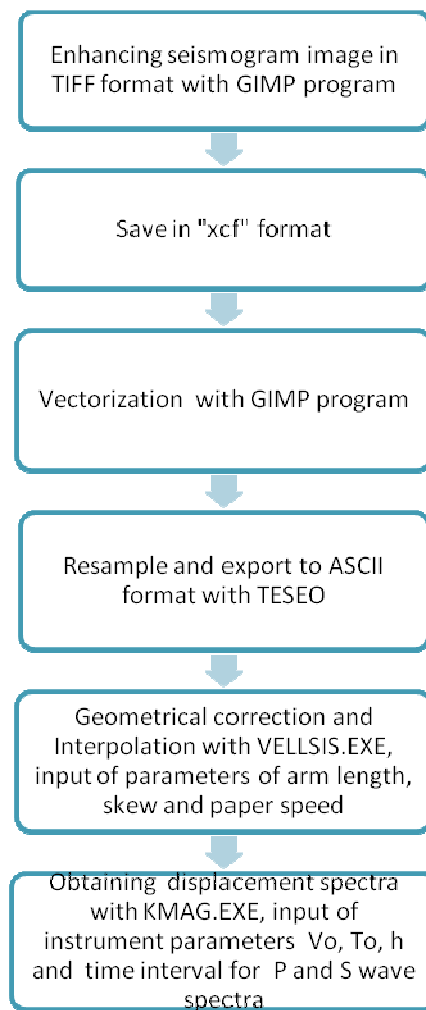 Enhancing seismogram image in
TIFF format with GIMP program
Save in "xcf" format
Vectorization with GIMP program
Resample and export to ASCII
format with TESEO
Geometrical correction and
Interpolation with VELLSIS.EXE,
input of parameters of arm length,
skew and paper speed
Obtaining displacement spectra
with KMAG.EXE, input of
instrument parameters Vo, To, h
and time interval for P and S wave
spectra